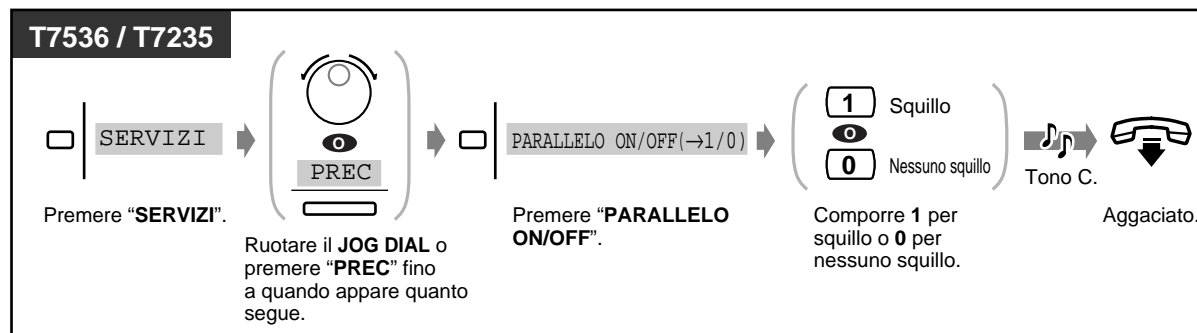 T7536 / T7235
SERVIZI
O
PREC
PARALLELO ON/OFF(→1/0)
1 Squillo
O
0 Nessuno squillo
Tono C.
Premere “SERVIZI”.
Ruotare il JOG DIAL o
premere “PREC” fino
a quando appare quanto
segue.
Premere “PARALLELO
ON/OFF”.
Comporre 1 per
squillo o 0 per
nessuno squillo.
Aggaciato.